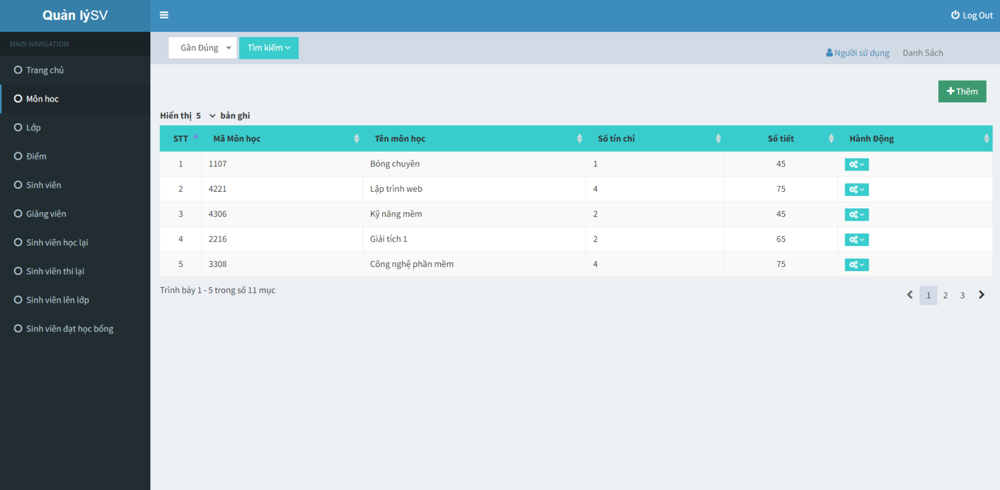 Quản lýSV
Log Out
MAIN NAVIGATION
Trang chủ
Môn hoc
Lớp
Điểm
Sinh viên
Giảng viên
Sinh viên học lại
Sinh viên thi lại
Sinh viên lên lớp
Sinh viên đạt học bổng
Gần Đúng Tìm kiếm
Người sử dụng / Danh Sách
Thêm
Hiển thị 5 bản ghi
STT Mã Môn học Tên môn học Số tín chỉ Số tiết Hành Động
1 1107 Bóng chuyền 1 45
2 4221 Lập trình web 4 75
3 4306 Kỹ năng mềm 2 45
4 2216 Giải tích 1 2 65
5 3308 Công nghệ phần mềm 4 75
Trình bày 1 - 5 trong số 11 mục
1 2 3